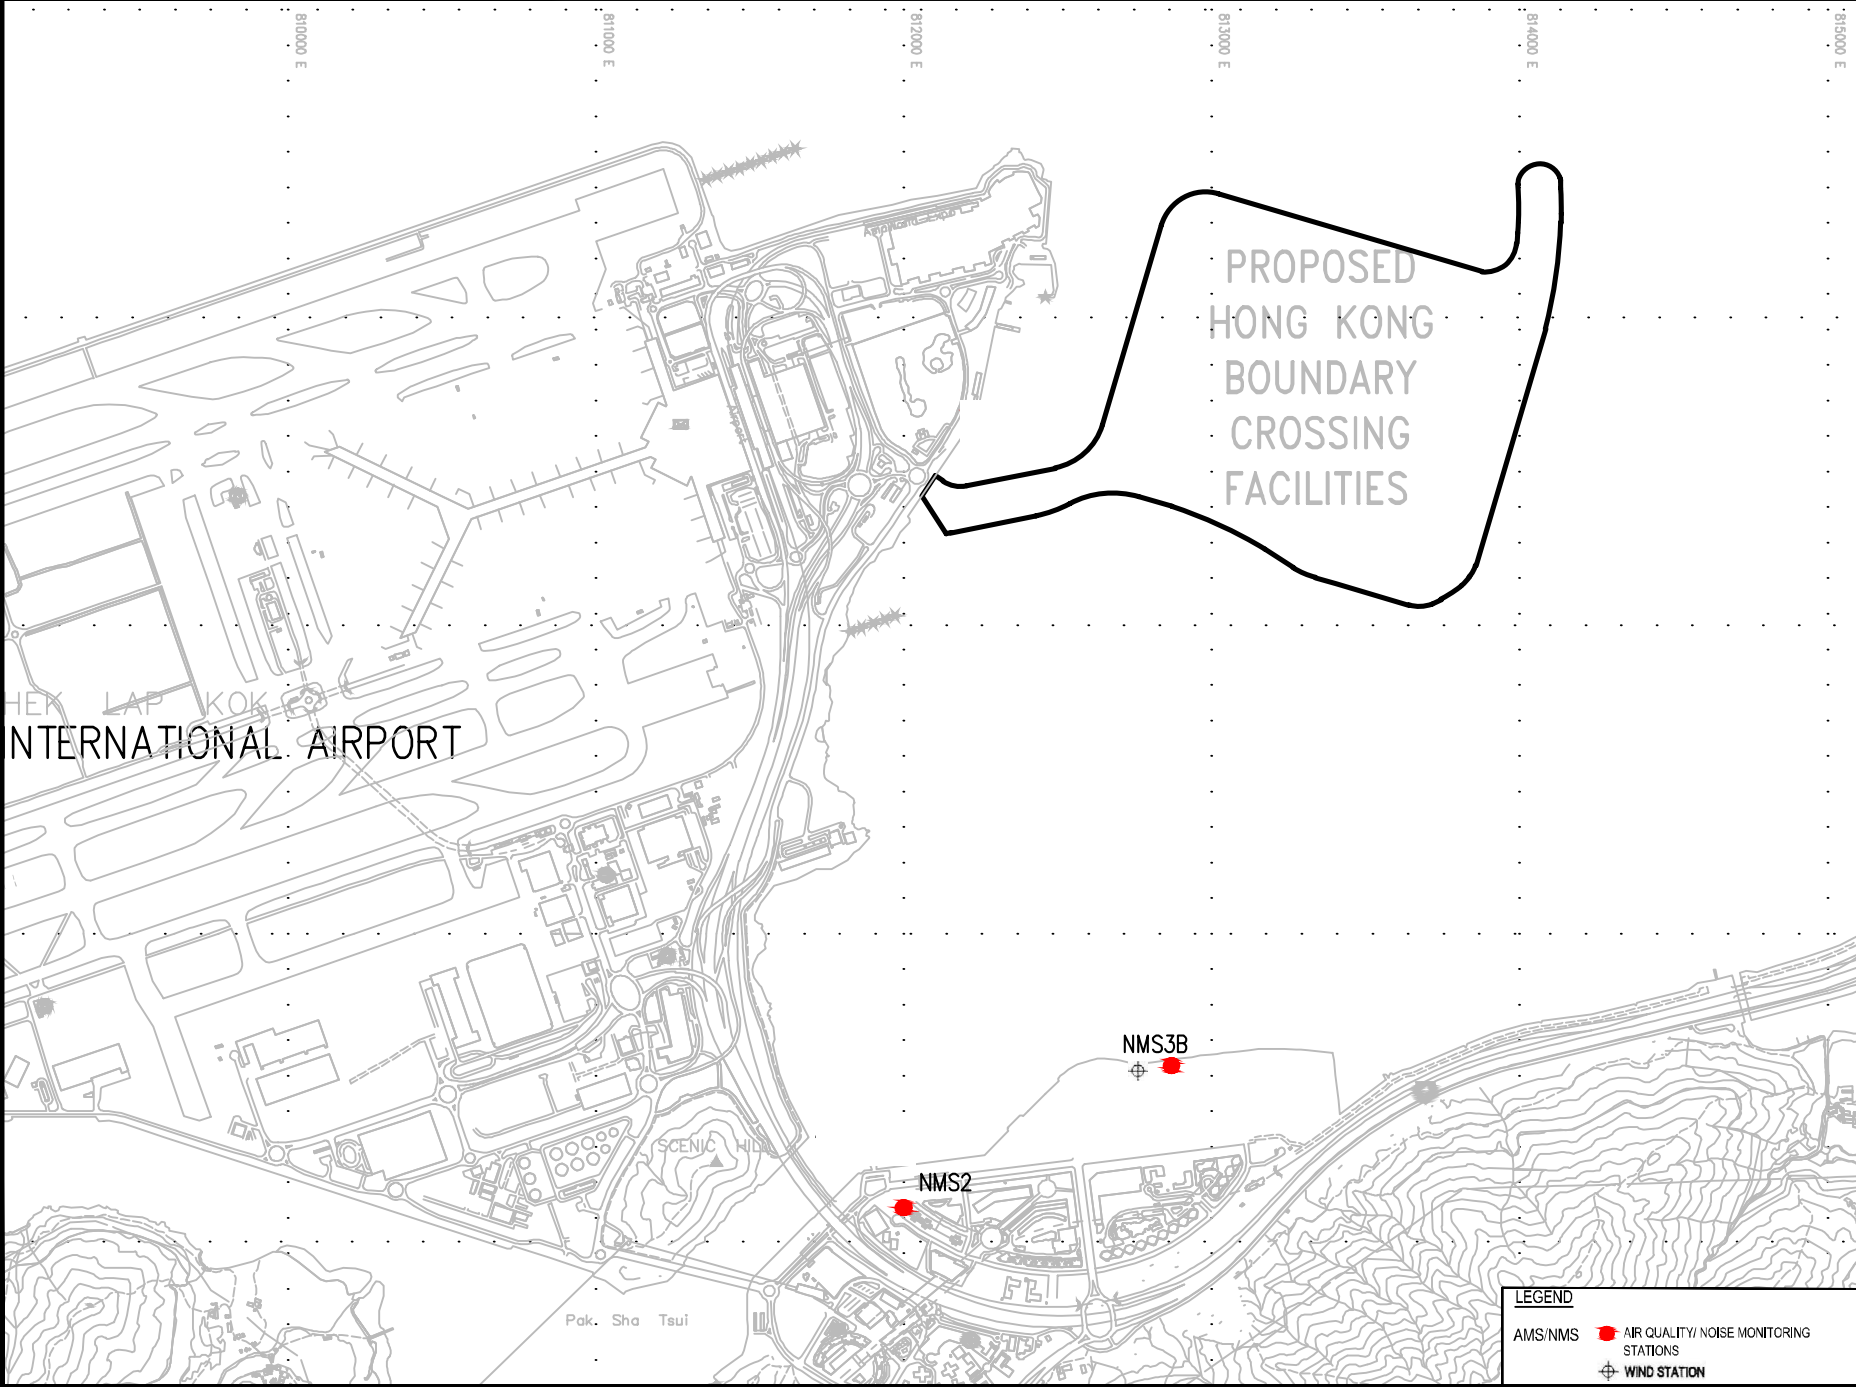 810000 E
811000 E
812000 E
813000 E
814000 E
815000 E
PROPOSED
HONG KONG
BOUNDARY
CROSSING
FACILITIES
Airport
HEK LAP KOK
INTERNATIONAL AIRPORT
NMS3B
SCENIC HILL
NMS2
Pak Sha Tsui
LEGEND
AMS/NMS AIR QUALITY/ NOISE MONITORING
STATIONS
WIND STATION